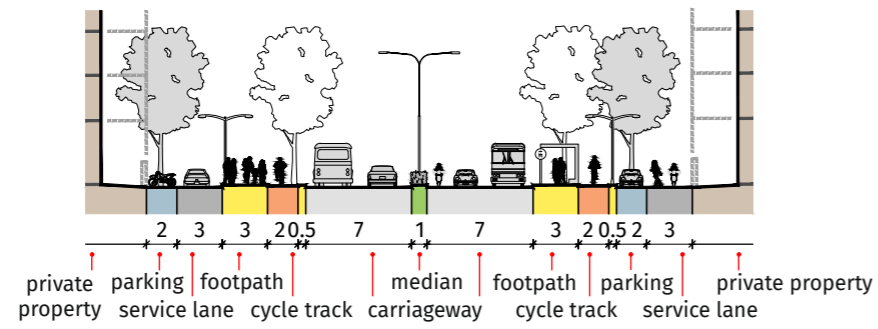 2 3 3 2 0.5 7 1 7 3 2 0.5 2 3
private property
parking
service lane
footpath
cycle track
median
carriageway
footpath
cycle track
parking
service lane
private property